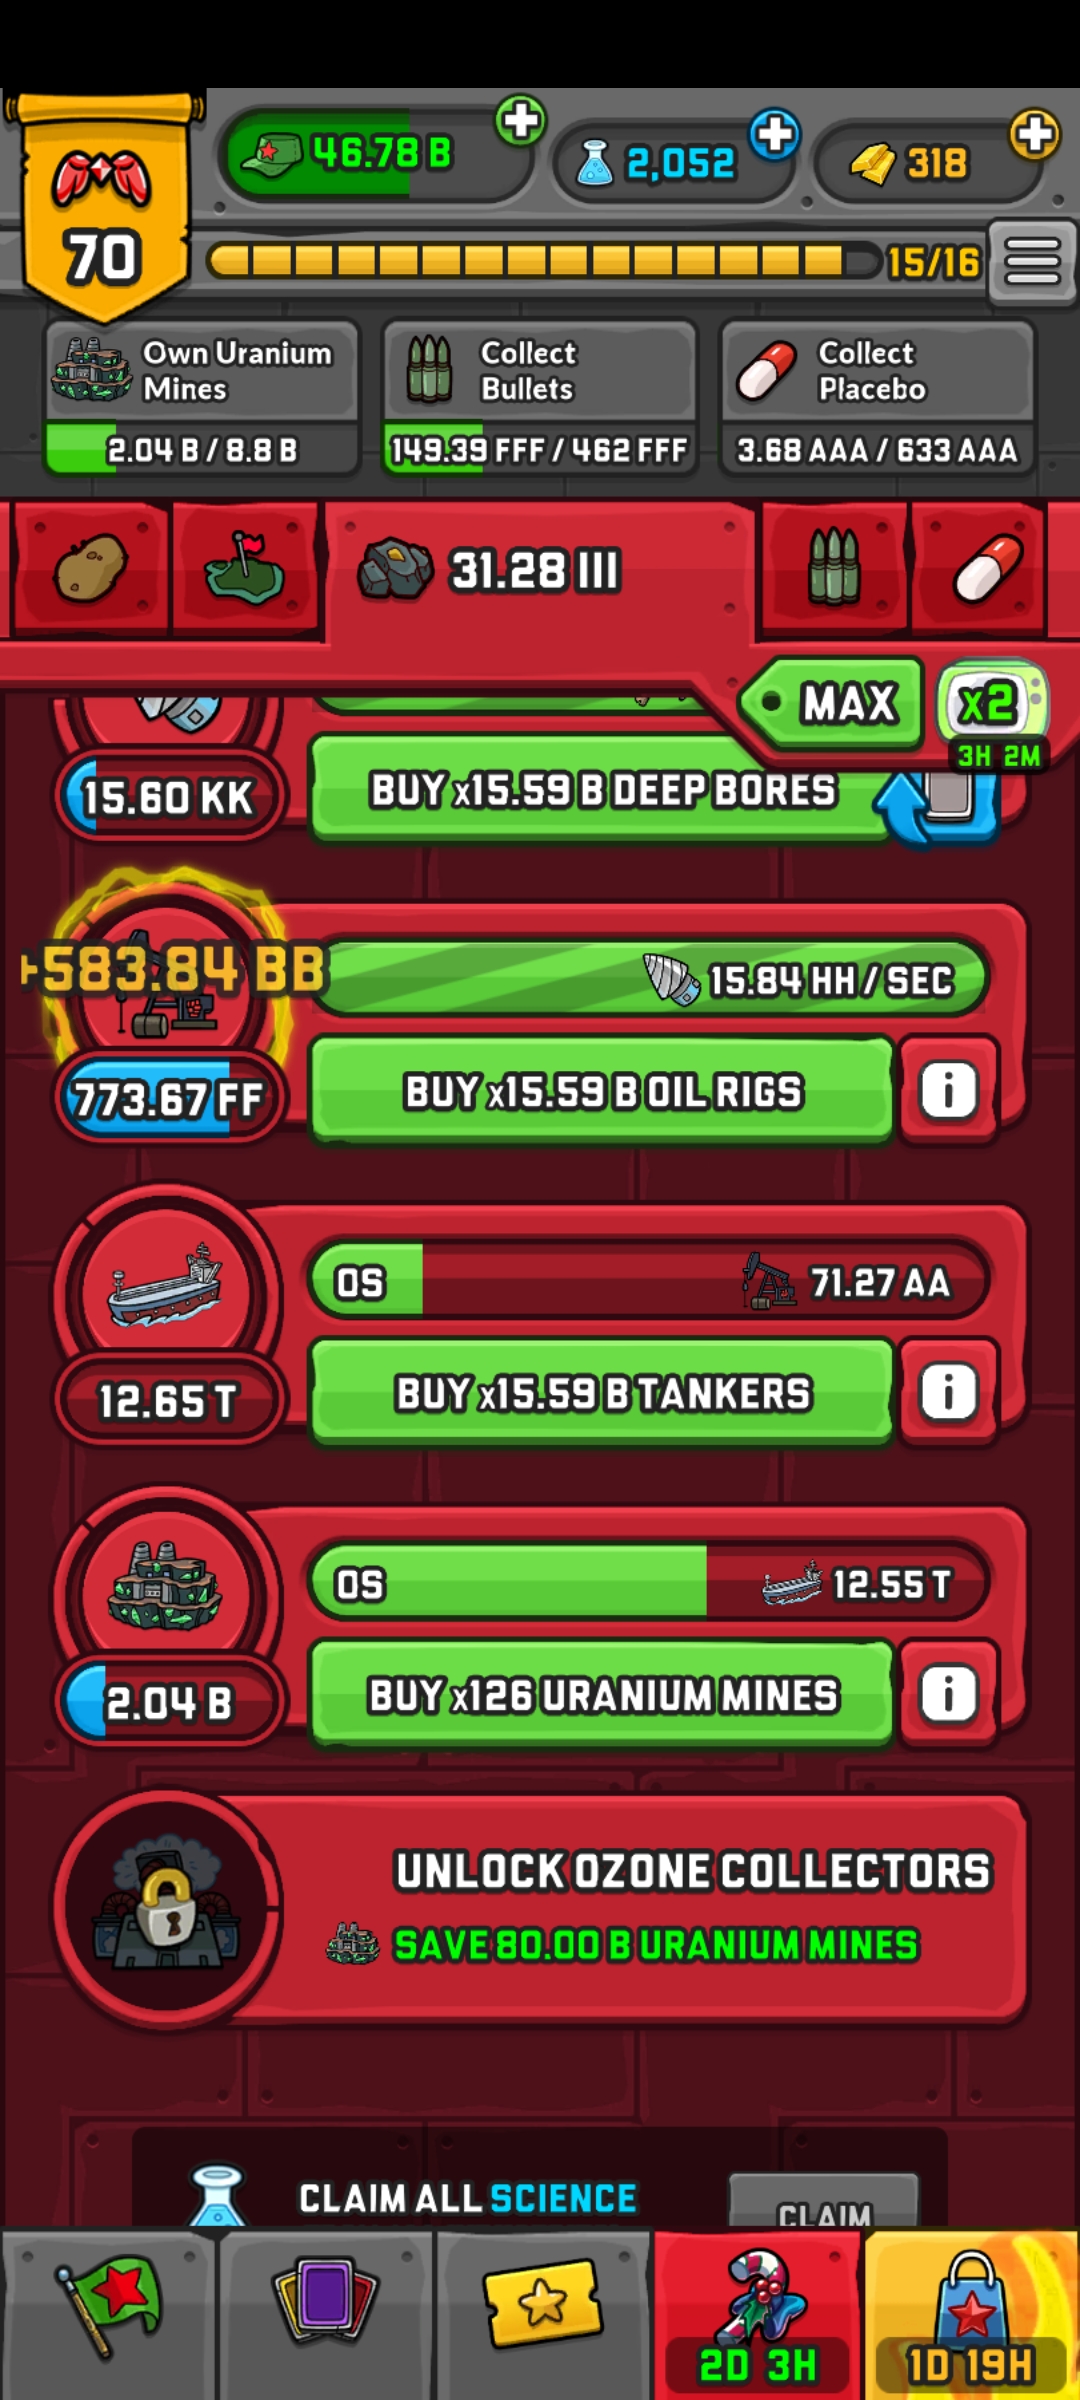 46.78 B
2,052
318
70
15/16
Own Uranium
Mines
2.04 B / 8.8 B
Collect
Bullets
149.39 FFF / 462 FFF
Collect
Placebo
3.68 AAA / 633 AAA
31.28 III
MAX
x2
3H 2M
15.60 KK
BUY x15.59 B DEEP BORES
+583.84 BB
15.84 HH / SEC
773.67 FF
BUY x15.59 B OIL RIGS
i
0S
71.27 AA
12.65 T
BUY x15.59 B TANKERS
i
0S
12.55 T
2.04 B
BUY x126 URANIUM MINES
i
UNLOCK OZONE COLLECTORS
SAVE 80.00 B URANIUM MINES
CLAIM ALL SCIENCE
CLAIM
2D 3H
1D 19H